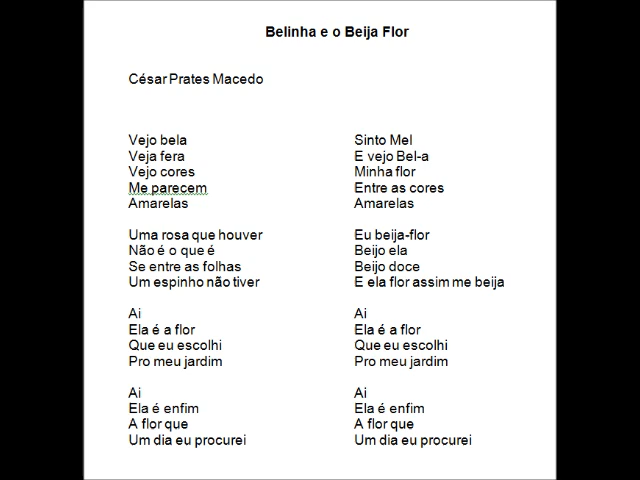 Belinha e o Beija Flor
César Prates Macedo
Vejo bela
Veja fera
Vejo cores
Me parecem
Amarelas
Uma rosa que houver
Não é o que é
Se entre as folhas
Um espinho não tiver
Ai
Ela é a flor
Que eu escolhi
Pro meu jardim
Ai
Ela é enfim
A flor que
Um dia eu procurei
Sinto Mel
E vejo Bel-a
Minha flor
Entre as cores
Amarelas
Eu beija-flor
Beijo ela
Beijo doce
E ela flor assim me beija
Ai
Ela é a flor
Que eu escolhi
Pro meu jardim
Ai
Ela é enfim
A flor que
Um dia eu procurei